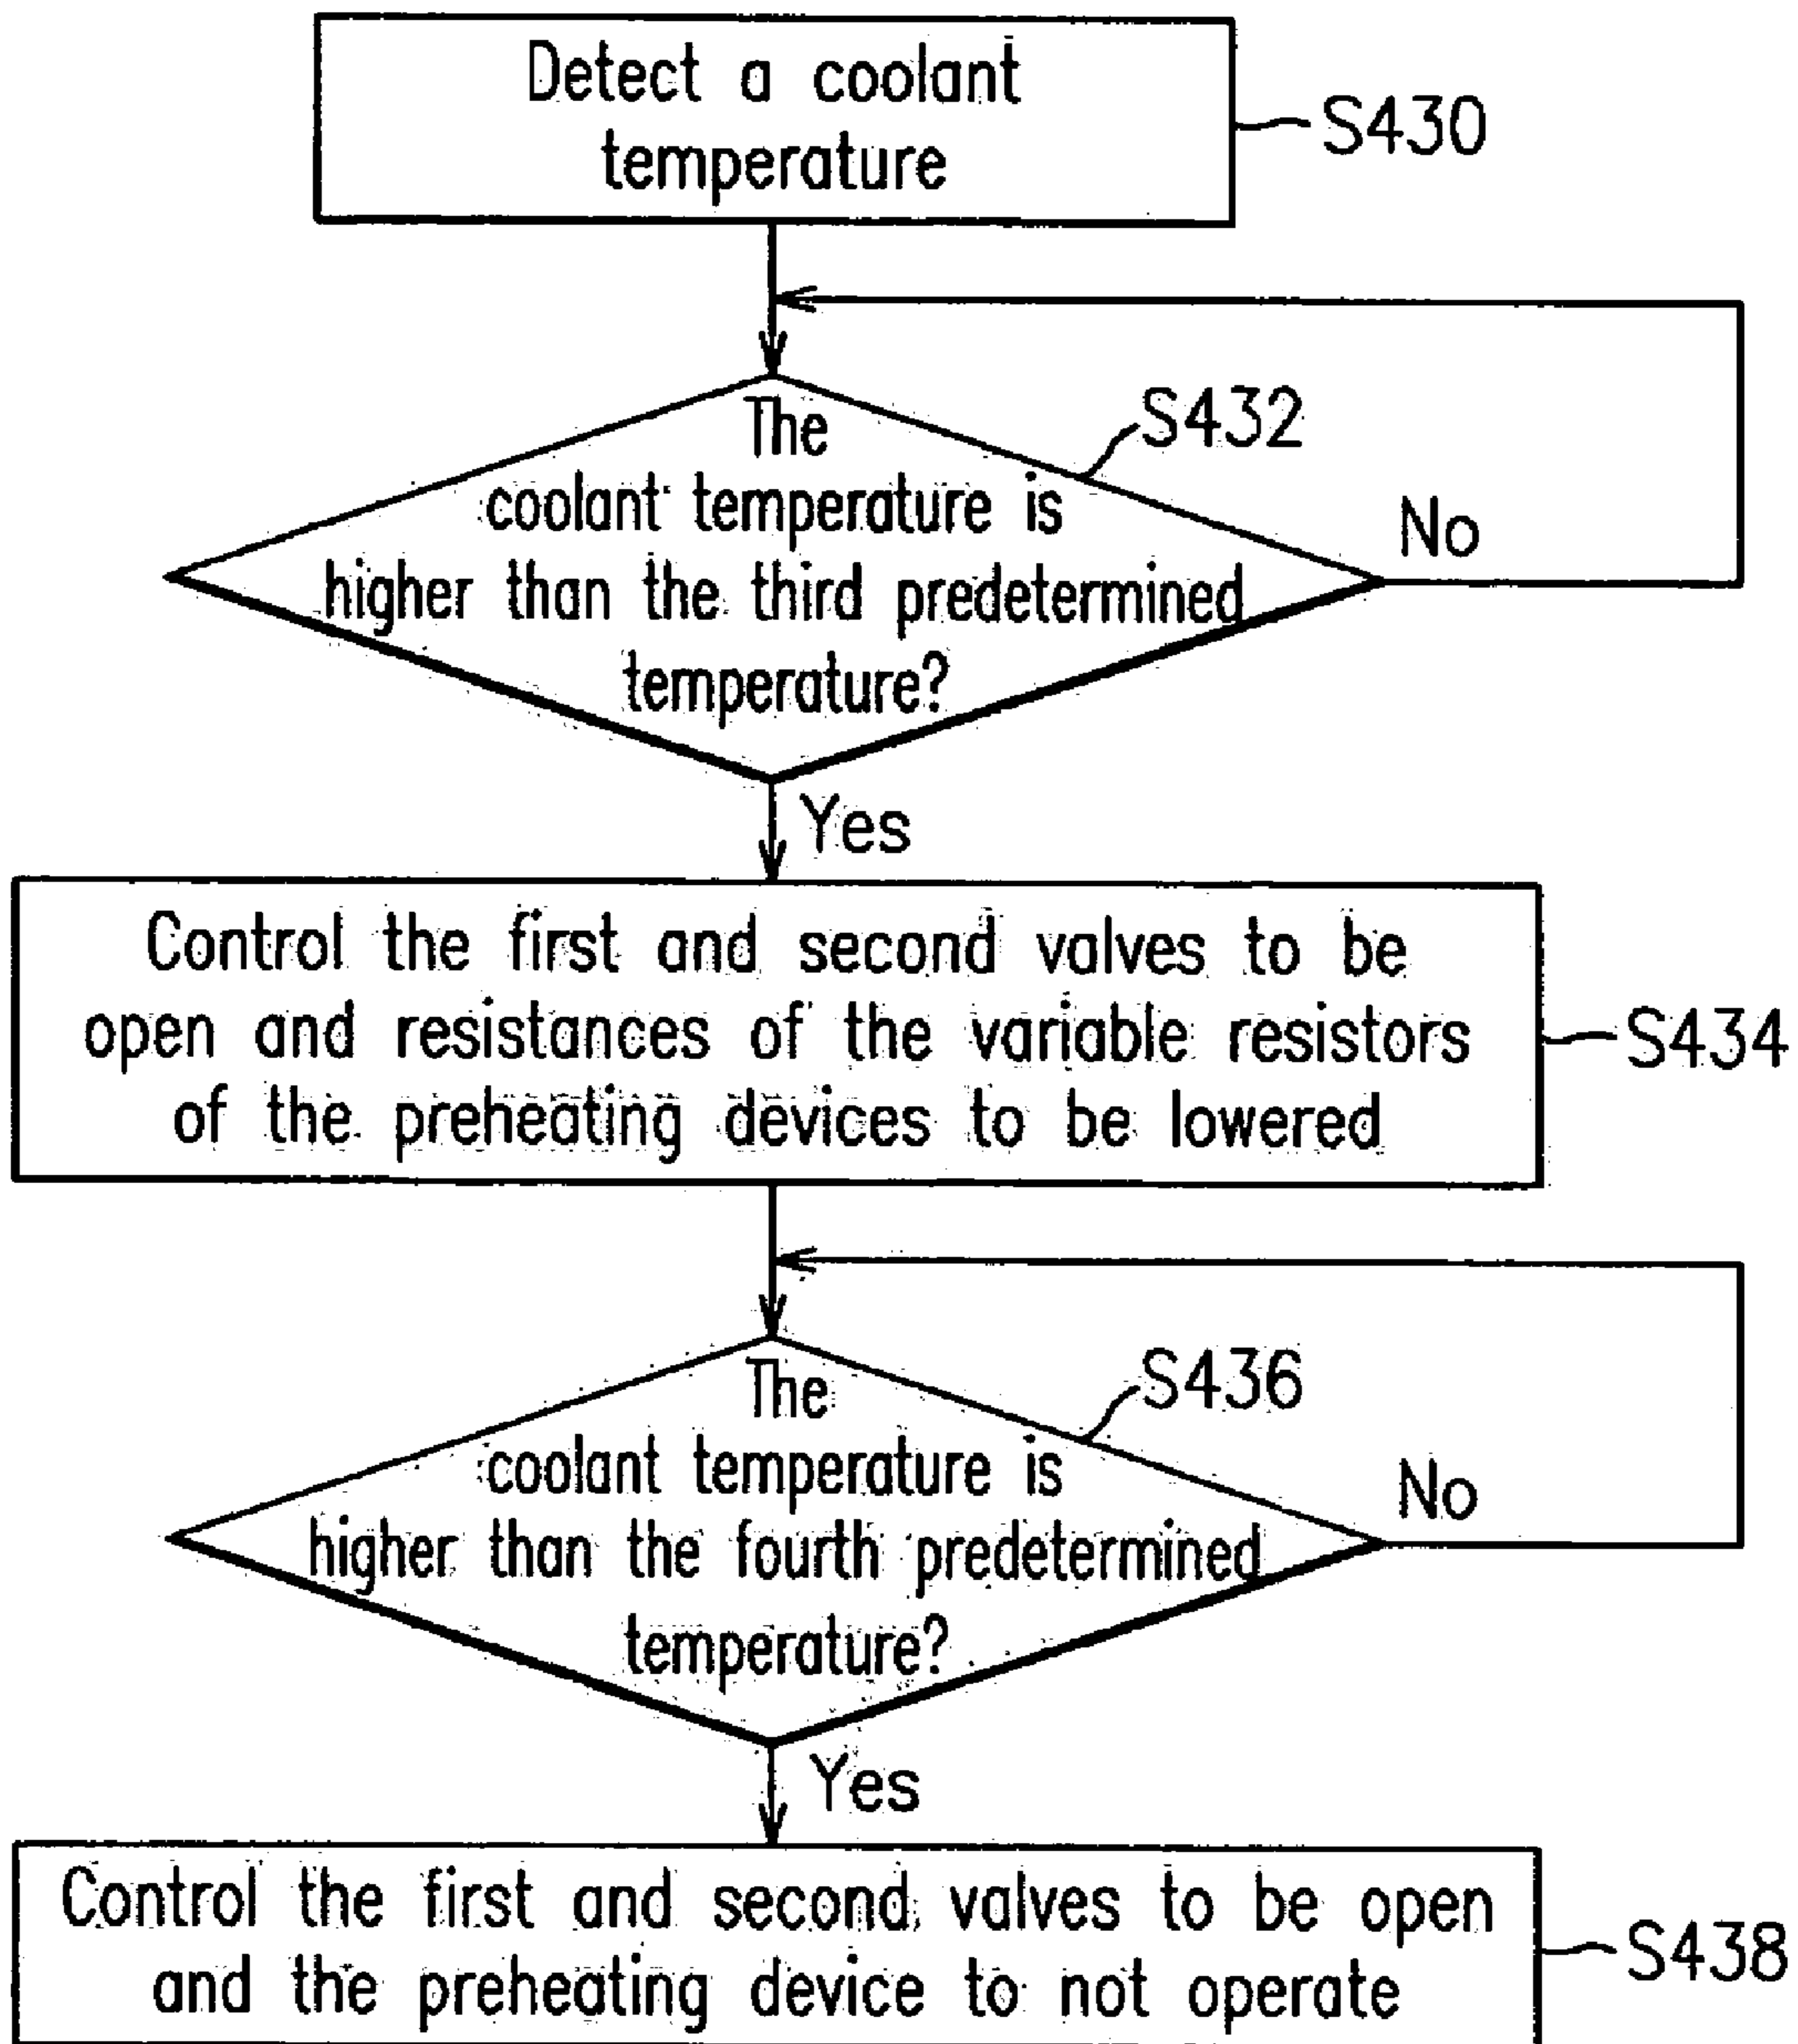 Detect a coolant
temperature
S430
S432
The
coolant temperature is
higher than the third predetermined
temperature?
No
Yes
Control the first and second valves to be
open and resistances of the variable resistors
of the preheating devices to be lowered
S434
S436
The
coolant temperature is
higher than the fourth predetermined
temperature?
No
Yes
Control the first and second valves to be open
and the preheating device to not operate
S438